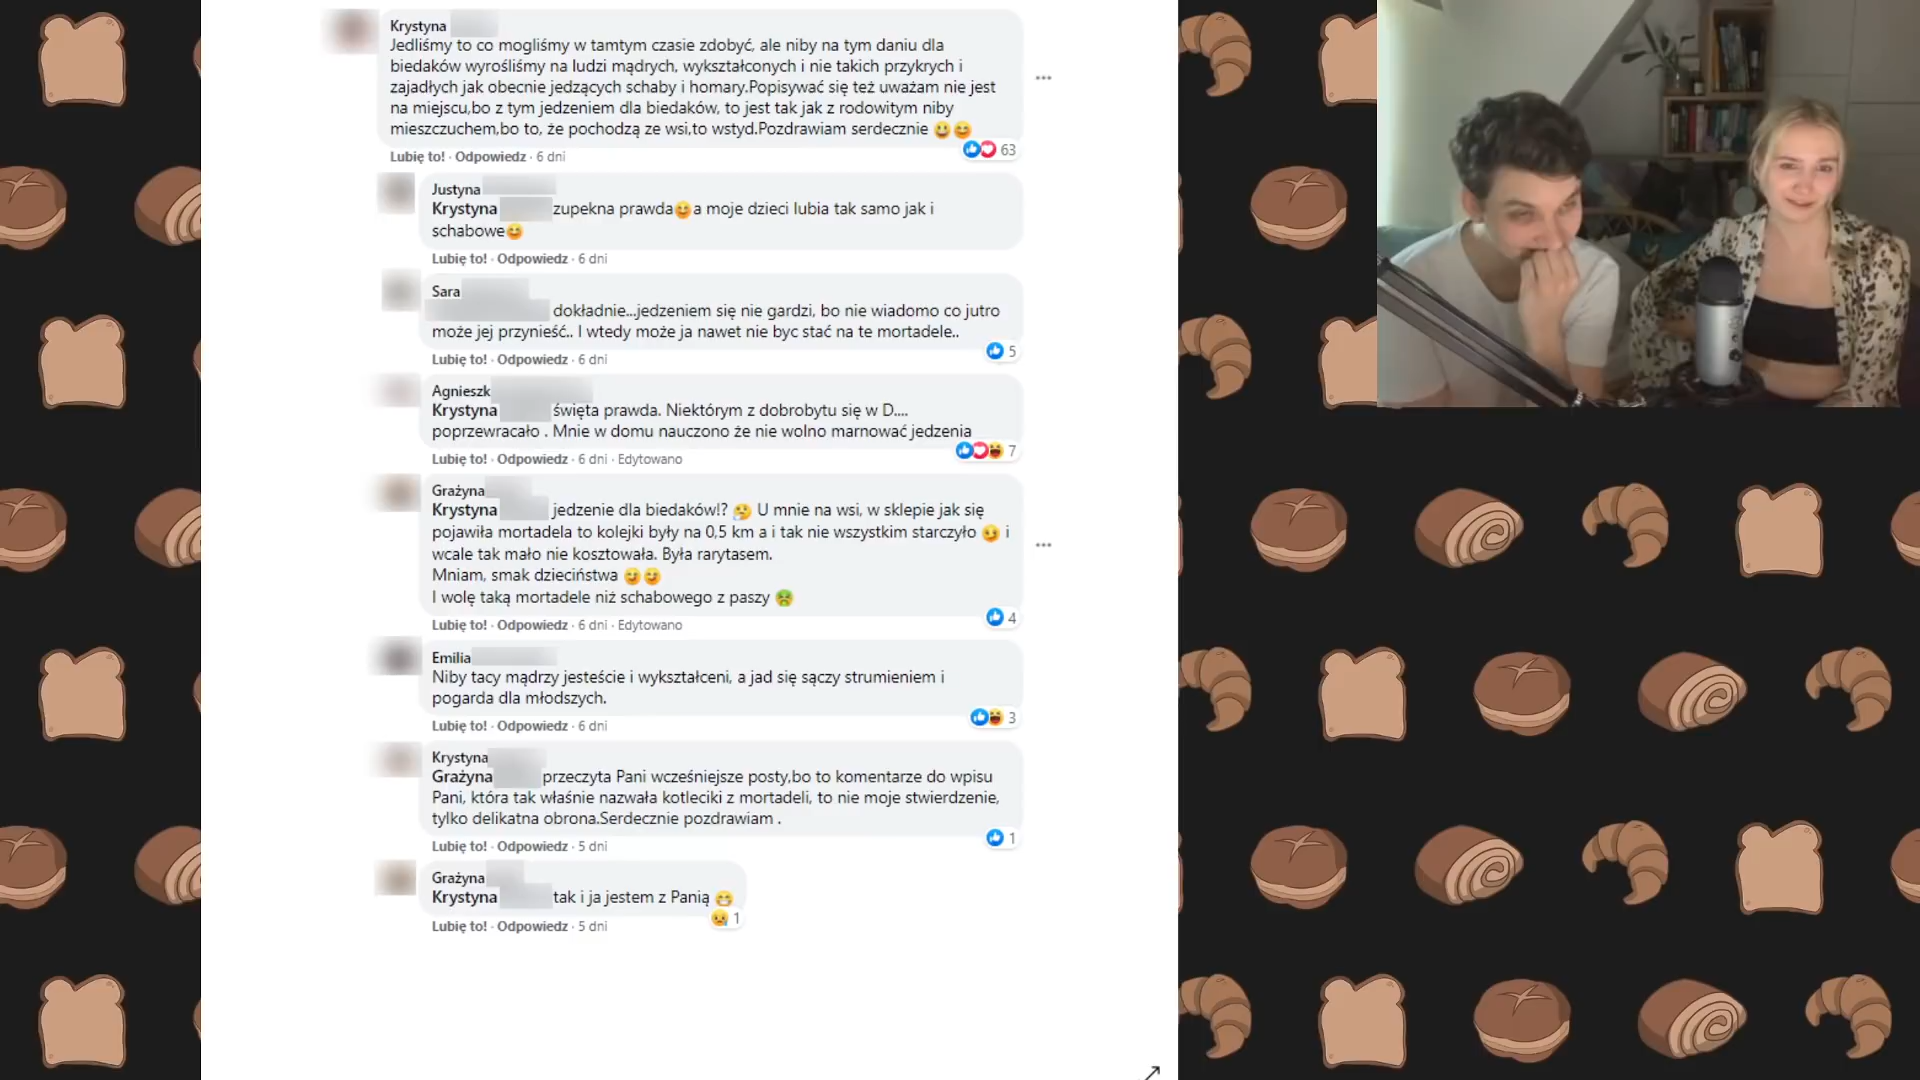 Krystyna
Jedliśmy to co mogliśmy w tamtym czasie zdobyć, ale niby na tym daniu dla
biedaków wyrośliśmy na ludzi mądrych, wykształconych i nie takich przykrych i
zajadłych jak obecnie jedzących schaby i homary.Popisywać się też uważam nie jest
na miejscu,bo z tym jedzeniem dla biedaków, to jest tak jak z rodowitym niby
mieszczuchem,bo to, że pochodzą ze wsi,to wstyd.Pozdrawiam serdecznie 😃😊
63
Lubię to! · Odpowiedz · 6 dni
Justyna
Krystyna zupekna prawda😊a moje dzieci lubia tak samo jak i
schabowe😊
Lubię to! · Odpowiedz · 6 dni
Sara
dokładnie...jedzeniem się nie gardzi, bo nie wiadomo co jutro
może jej przynieść.. I wtedy może ja nawet nie byc stać na te mortadele..
5
Lubię to! · Odpowiedz · 6 dni
Agnieszk
Krystyna święta prawda. Niektórym z dobrobytu się w D....
poprzewracało . Mnie w domu nauczono że nie wolno marnować jedzenia
7
Lubię to! · Odpowiedz · 6 dni · Edytowano
Grażyna
Krystyna jedzenie dla biedaków!? 🤔 U mnie na wsi, w sklepie jak się
pojawiła mortadela to kolejki były na 0,5 km a i tak nie wszystkim starczyło 😏 i
wcale tak mało nie kosztowała. Była rarytasem.
Mniam, smak dzieciństwa 😋😋
I wolę taką mortadele niż schabowego z paszy 🤮
4
Lubię to! · Odpowiedz · 6 dni · Edytowano
Emilia
Niby tacy mądrzy jesteście i wykształceni, a jad się sączy strumieniem i
pogarda dla młodszych.
3
Lubię to! · Odpowiedz · 6 dni
Krystyna
Grażyna przeczyta Pani wcześniejsze posty,bo to komentarze do wpisu
Pani, która tak właśnie nazwała kotleciki z mortadeli, to nie moje stwierdzenie,
tylko delikatna obrona.Serdecznie pozdrawiam .
1
Lubię to! · Odpowiedz · 5 dni
Grażyna
Krystyna tak i ja jestem z Panią 😁
1
Lubię to! · Odpowiedz · 5 dni